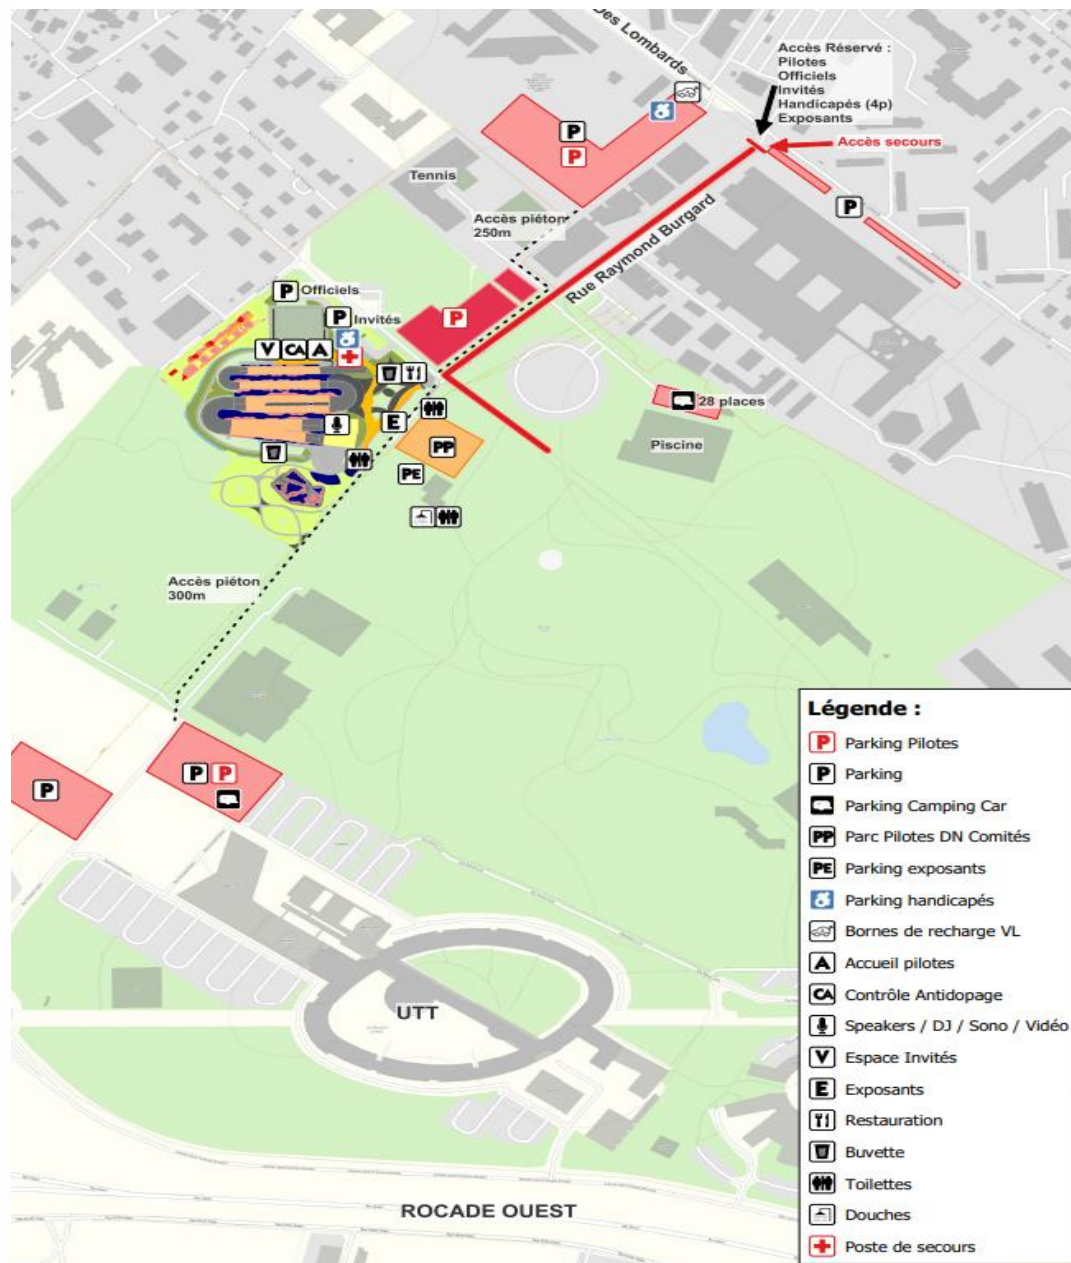 Des Lombards
Accès Réservé :
Pilotes
Officiels
Invités
Handicapés (4p)
Exposants
Accès secours
P
P
P
Tennis
Accès piéton
250m
Rue Raymond Burgard
P Officiels
P Invités
P
V CA A
E
PP
PE
28 places
Piscine
Accès piéton
300m
P P
P
UTT
ROCADE OUEST
Légende :
P Parking Pilotes
P Parking
Parking Camping Car
PP Parc Pilotes DN Comités
PE Parking exposants
Parking handicapés
Bornes de recharge VL
A Accueil pilotes
CA Contrôle Antidopage
Speakers / DJ / Sono / Vidéo
V Espace Invités
E Exposants
Restauration
Buvette
Toilettes
Douches
Poste de secours